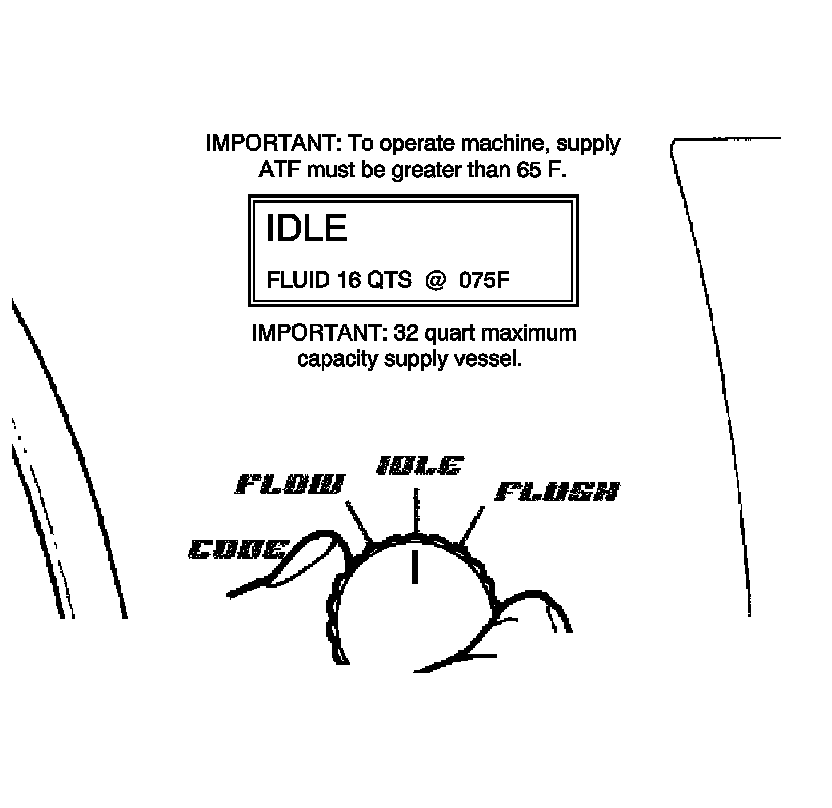 IMPORTANT: To operate machine, supply
ATF must be greater than 65 F.
IDLE
FLUID 16 QTS @ 075F
IMPORTANT: 32 quart maximum
capacity supply vessel.
IDLE
FLOW
FLUSH
CODE